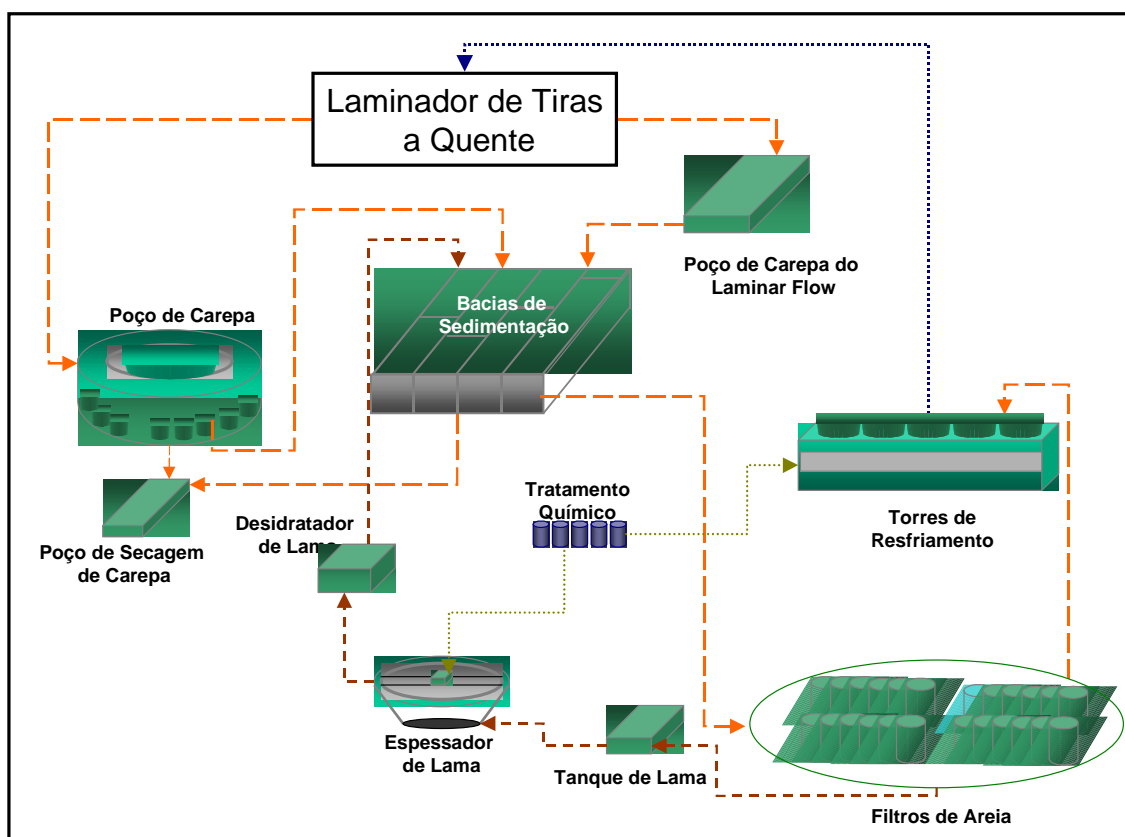 Laminador de Tiras
a Quente
Poço de Carepa do
Laminar Flow
Bacias de
Sedimentação
Poço de Carepa
Tratamento
Químico
Desidratador
de Lama
Torres de
Resfriamento
Poço de Secagem
de Carepa
Espessador
de Lama
Tanque de Lama
Filtros de Areia